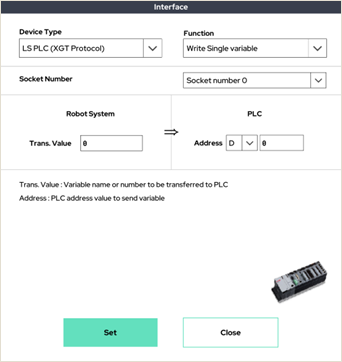 Interface
Device Type
Function
LS PLC (XGT Protocol)
Write Single variable
Socket Number
Socket number 0
Robot System
PLC
Trans. Value
0
Address
D
0
Trans. Value : Variable name or number to be transferred to PLC
Address : PLC address value to send variable
Set
Close